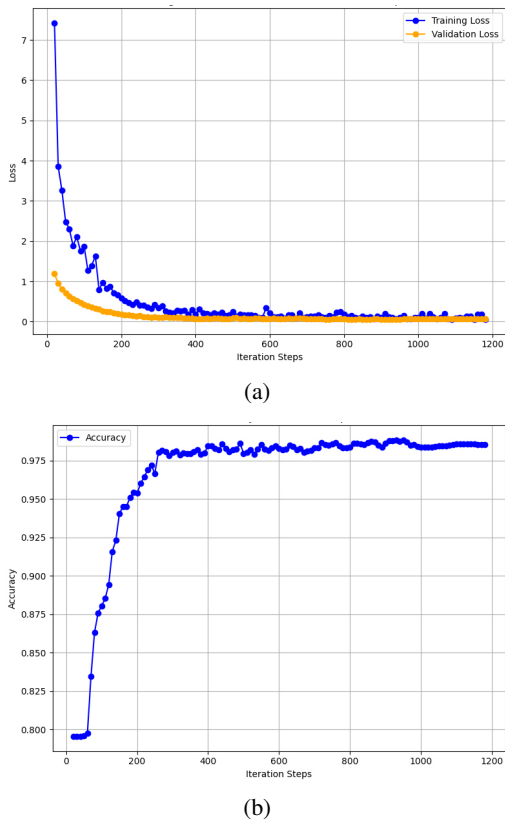 Training Loss
Validation Loss
7
6
5
4
3
2
1
0
Loss
0 200 400 600 800 1000 1200
Iteration Steps
(a)
Accuracy
0.975
0.950
0.925
0.900
0.875
0.850
0.825
0.800
Accuracy
0 200 400 600 800 1000 1200
Iteration Steps
(b)